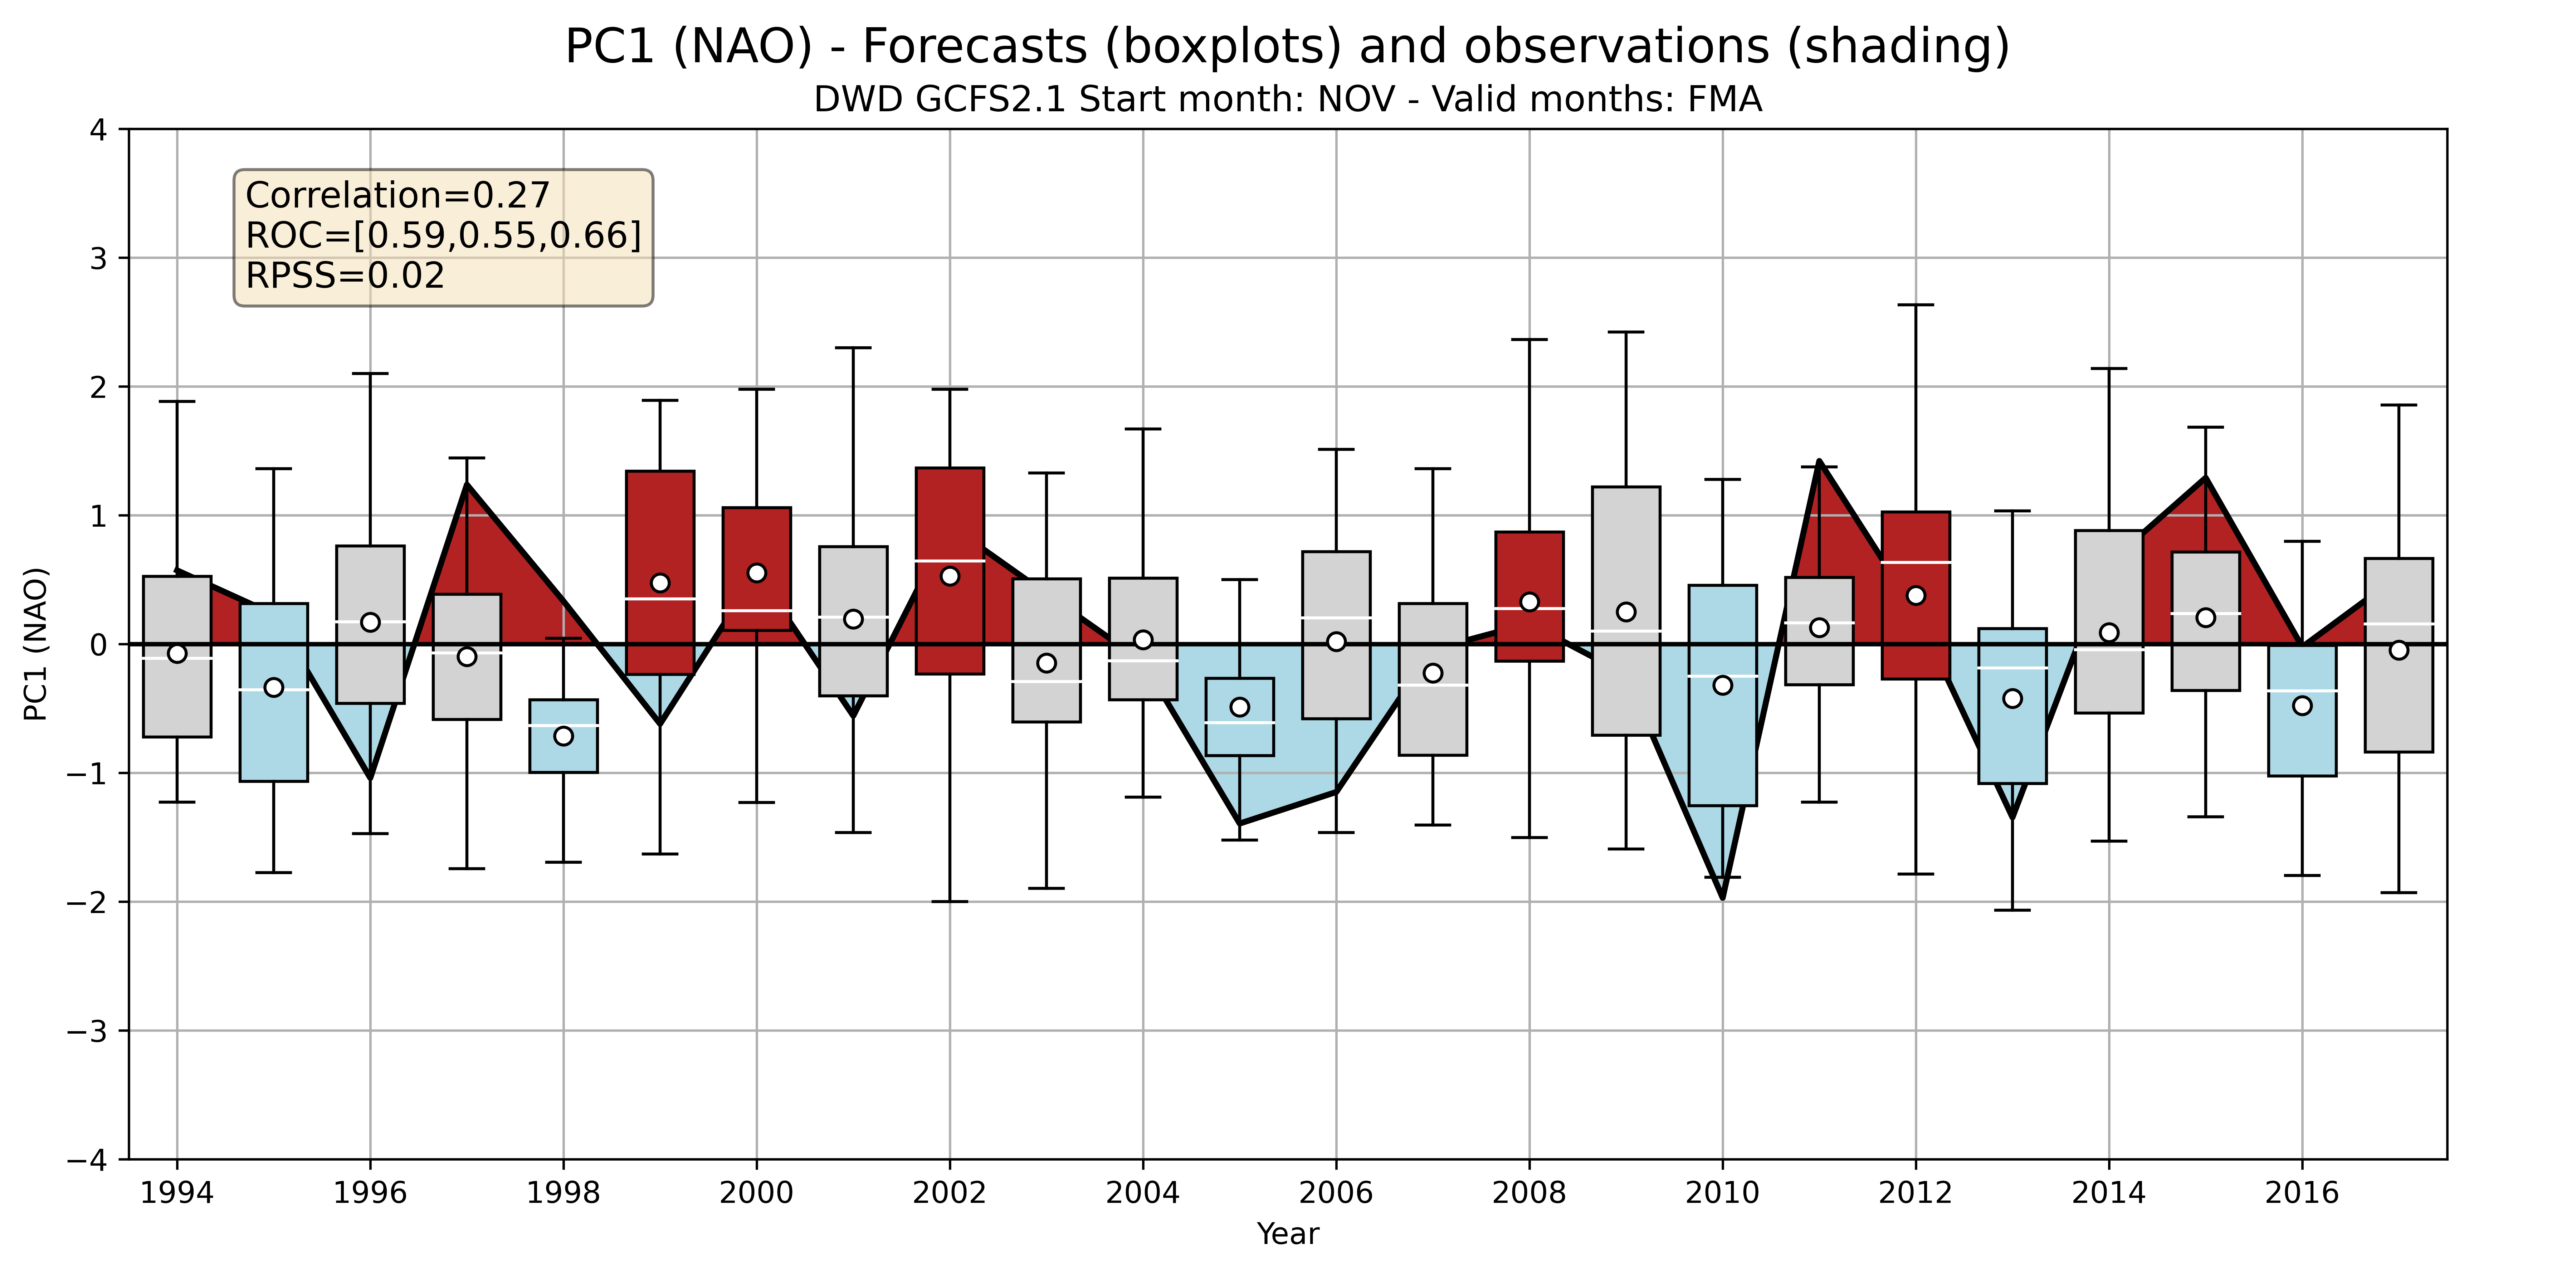 PC1 (NAO) - Forecasts (boxplots) and observations (shading)
DWD GCFS2.1 Start month: NOV - Valid months: FMA
Correlation=0.27
ROC=[0.59,0.55,0.66]
RPSS=0.02
PC1 (NAO)
4
3
2
1
0
−1
−2
−3
−4
1994 1996 1998 2000 2002 2004 2006 2008 2010 2012 2014 2016
Year